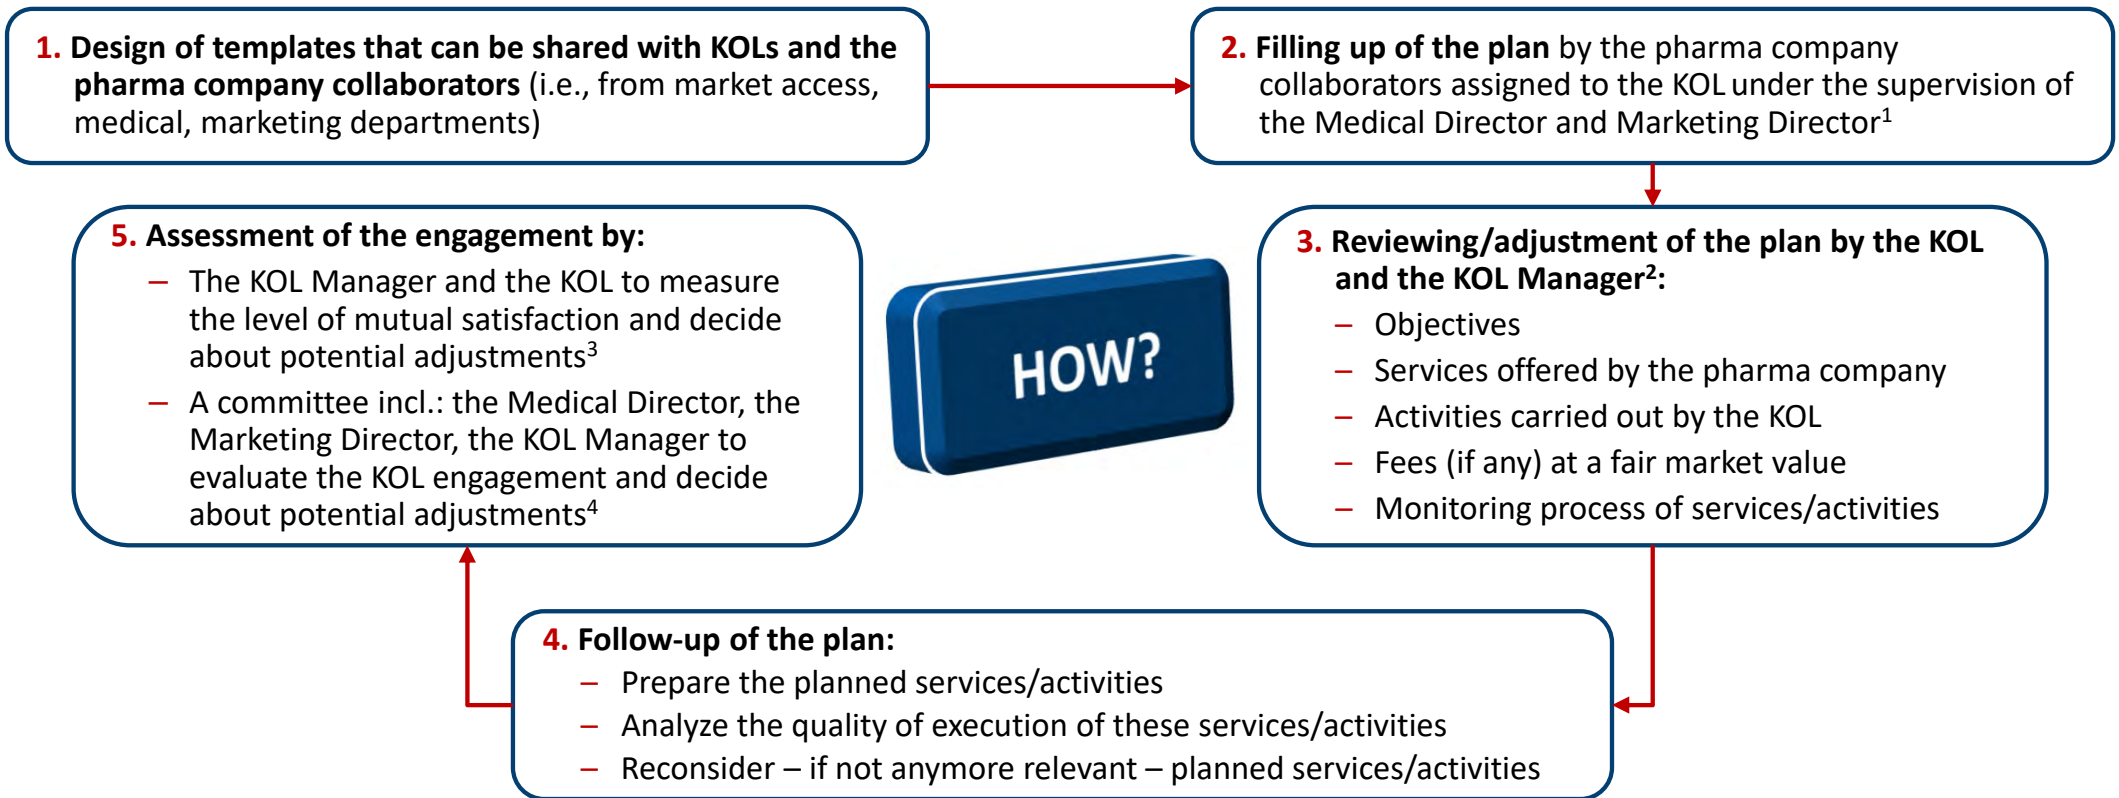 1. Design of templates that can be shared with KOLs and the
pharma company collaborators (i.e., from market access,
medical, marketing departments)
2. Filling up of the plan by the pharma company
collaborators assigned to the KOL under the supervision of
the Medical Director and Marketing Director¹
3. Reviewing/adjustment of the plan by the KOL
and the KOL Manager²:
– Objectives
– Services offered by the pharma company
– Activities carried out by the KOL
– Fees (if any) at a fair market value
– Monitoring process of services/activities
4. Follow-up of the plan:
– Prepare the planned services/activities
– Analyze the quality of execution of these services/activities
– Reconsider – if not anymore relevant – planned services/activities
5. Assessment of the engagement by:
– The KOL Manager and the KOL to measure
the level of mutual satisfaction and decide
about potential adjustments³
– A committee incl.: the Medical Director, the
Marketing Director, the KOL Manager to
evaluate the KOL engagement and decide
about potential adjustments⁴
HOW?